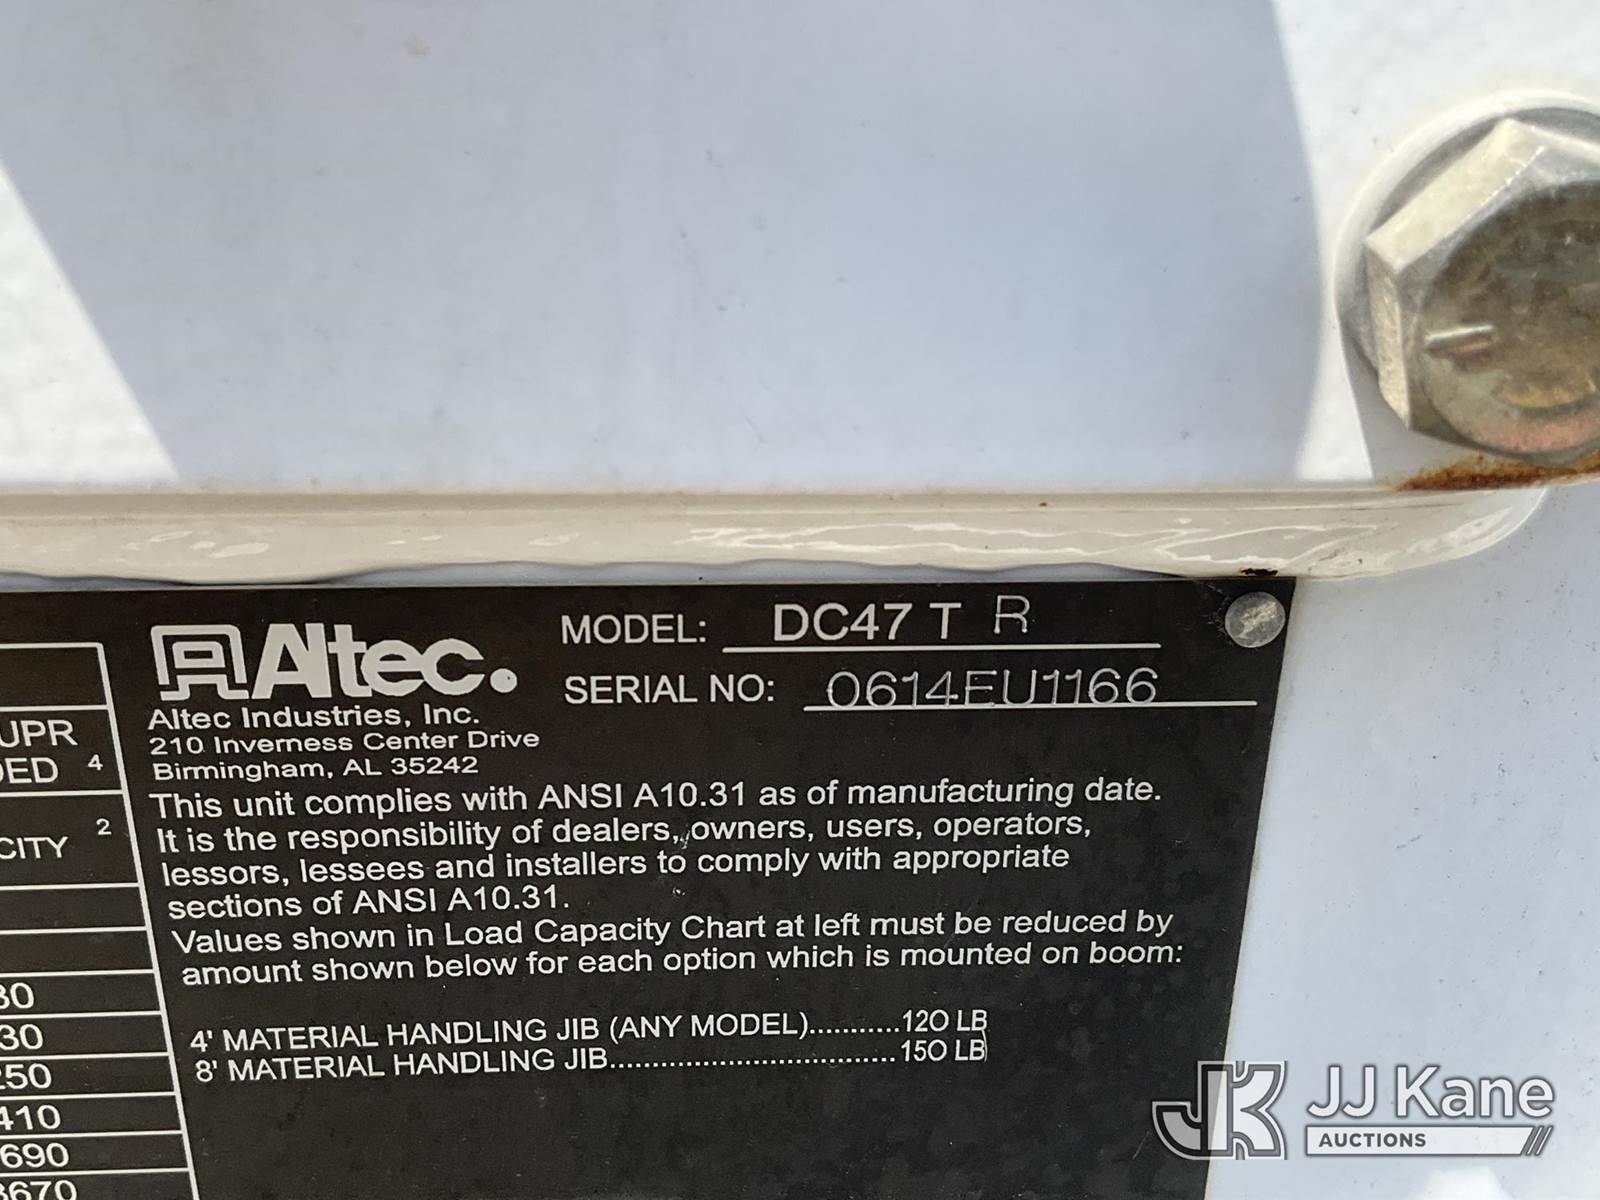 Altec.
MODEL: DC47 T R
SERIAL NO: 0614EU1166
Altec Industries, Inc.
210 Inverness Center Drive
Birmingham, AL 35242
This unit complies with ANSI A10.31 as of manufacturing date.
It is the responsibility of dealers, owners, users, operators,
lessors, lessees and installers to comply with appropriate
sections of ANSI A10.31.
Values shown in Load Capacity Chart at left must be reduced by
amount shown below for each option which is mounted on boom:
4' MATERIAL HANDLING JIB (ANY MODEL)...........120 LB
8' MATERIAL HANDLING JIB................................150 LB
UPR
4
2
30
410
690
JK JJ Kane
AUCTIONS